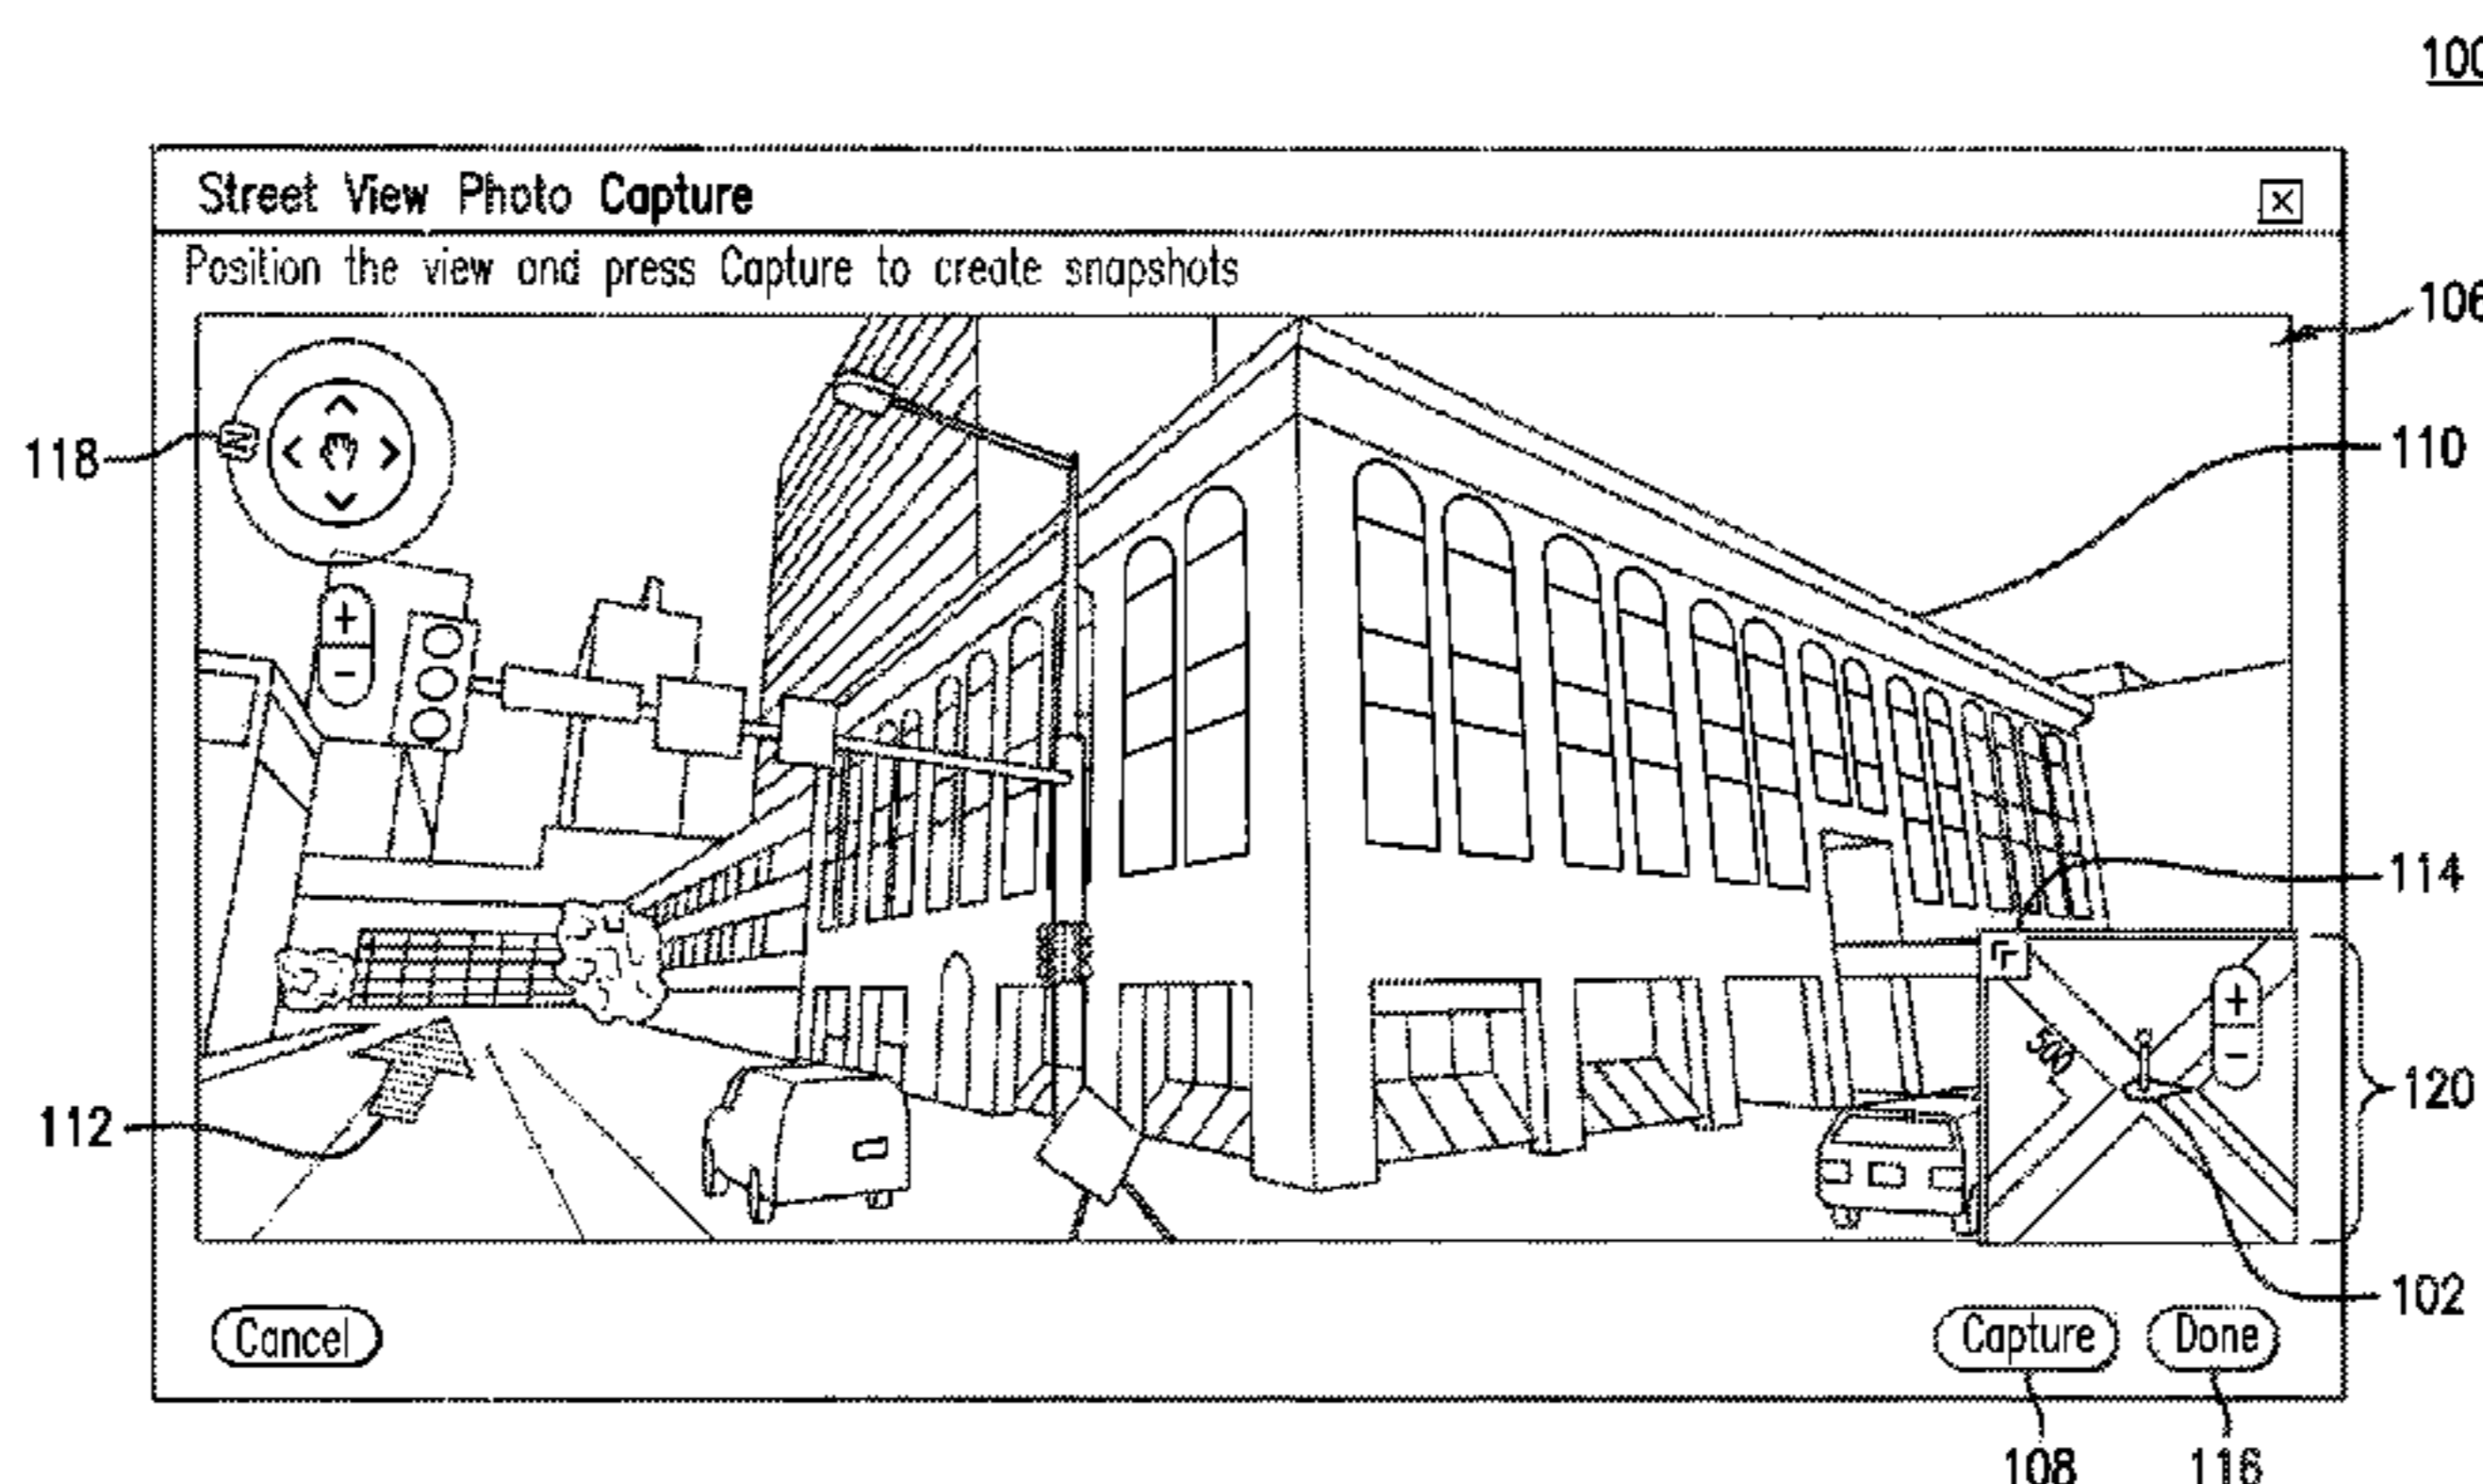 100
Street View Photo Capture
Position the view and press Capture to create snapshots
106
N
118
110
+
-
114
500
+
-
120
112
102
Cancel
Capture
Done
108
116